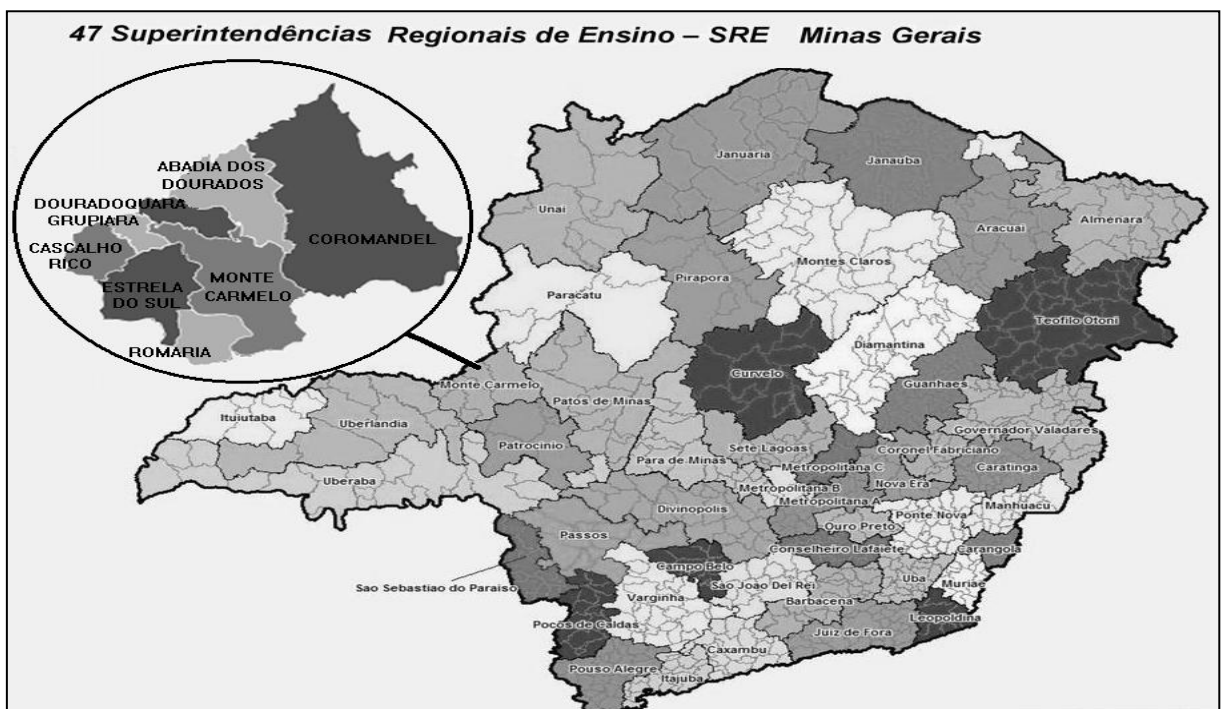 47 Superintendências Regionais de Ensino – SRE Minas Gerais
ABADIA DOS
DOURADOS
DOURADOQUARA
GRUPIARA
CASCALHO
RICO
COROMANDEL
ESTRELA
DO SUL
MONTE
CARMELO
ROMARIA
Januaria
Janauba
Unai
Aracuai
Almenara
Montes Claros
Pirapora
Paracatu
Teofilo Otoni
Diamantina
Curvelo
Guanhaes
Monte Carmelo
Patos de Minas
Ituiutaba
Uberlandia
Governador Valadares
Patrocinio
Sete Lagoas
Coronel Fabriciano
Para de Minas
Metropolitana C
Caratinga
Uberaba
Nova Era
Metropolitana B
Metropolitana A
Divinopolis
Manhuacu
Ponte Nova
Ouro Preto
Passos
Conselheiro Lafaiete
Carangola
Campo Belo
Uba
Sao Sebastiao do Paraiso
Sao Joao Del Rei
Muriae
Varginha
Barbacena
Leopoldina
Pocos de Caldas
Juiz de Fora
Caxambu
Pouso Alegre
Itajuba